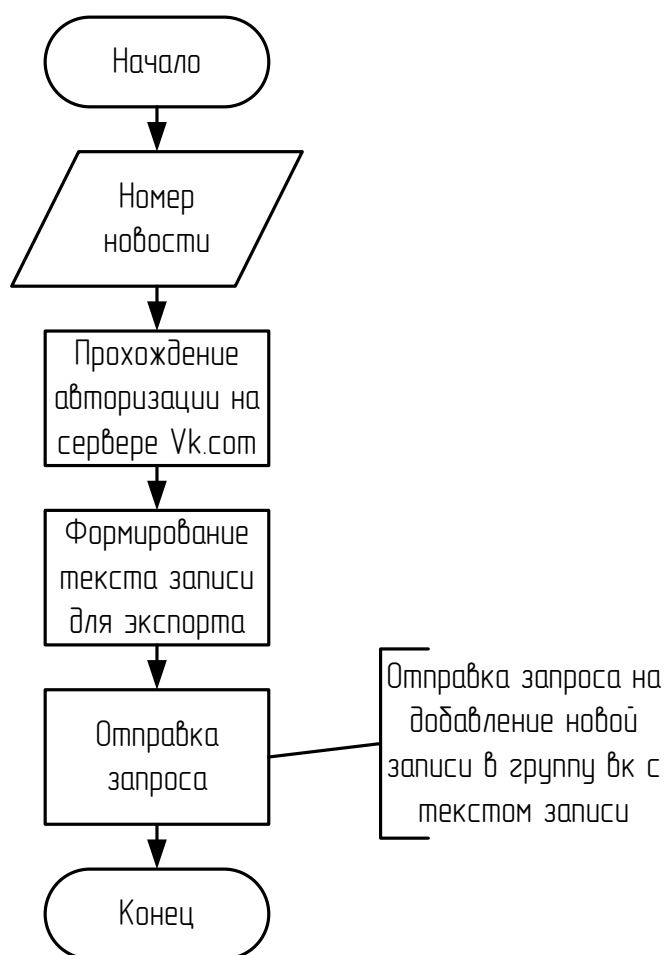 Начало
Номер
новости
Прохождение
авторизации на
сервере Vk.com
Формирование
текста записи
для экспорта
Отправка
запроса
Отправка запроса на
добавление новой
записи в группу вк с
текстом записи
Конец